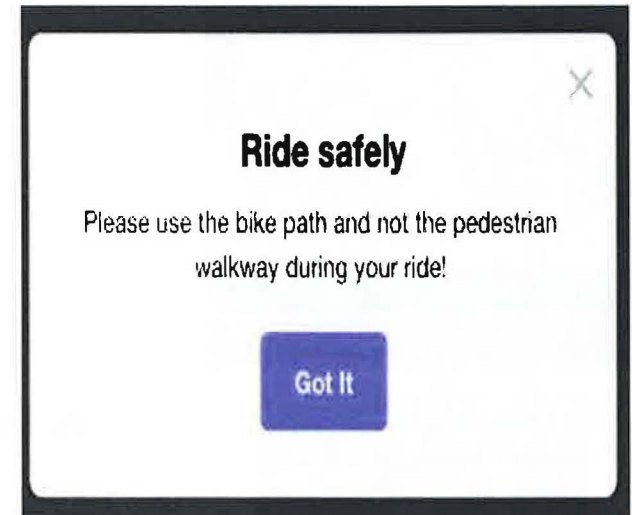 Ride safely
Please use the bike path and not the pedestrian
walkway during your ride!
Got It